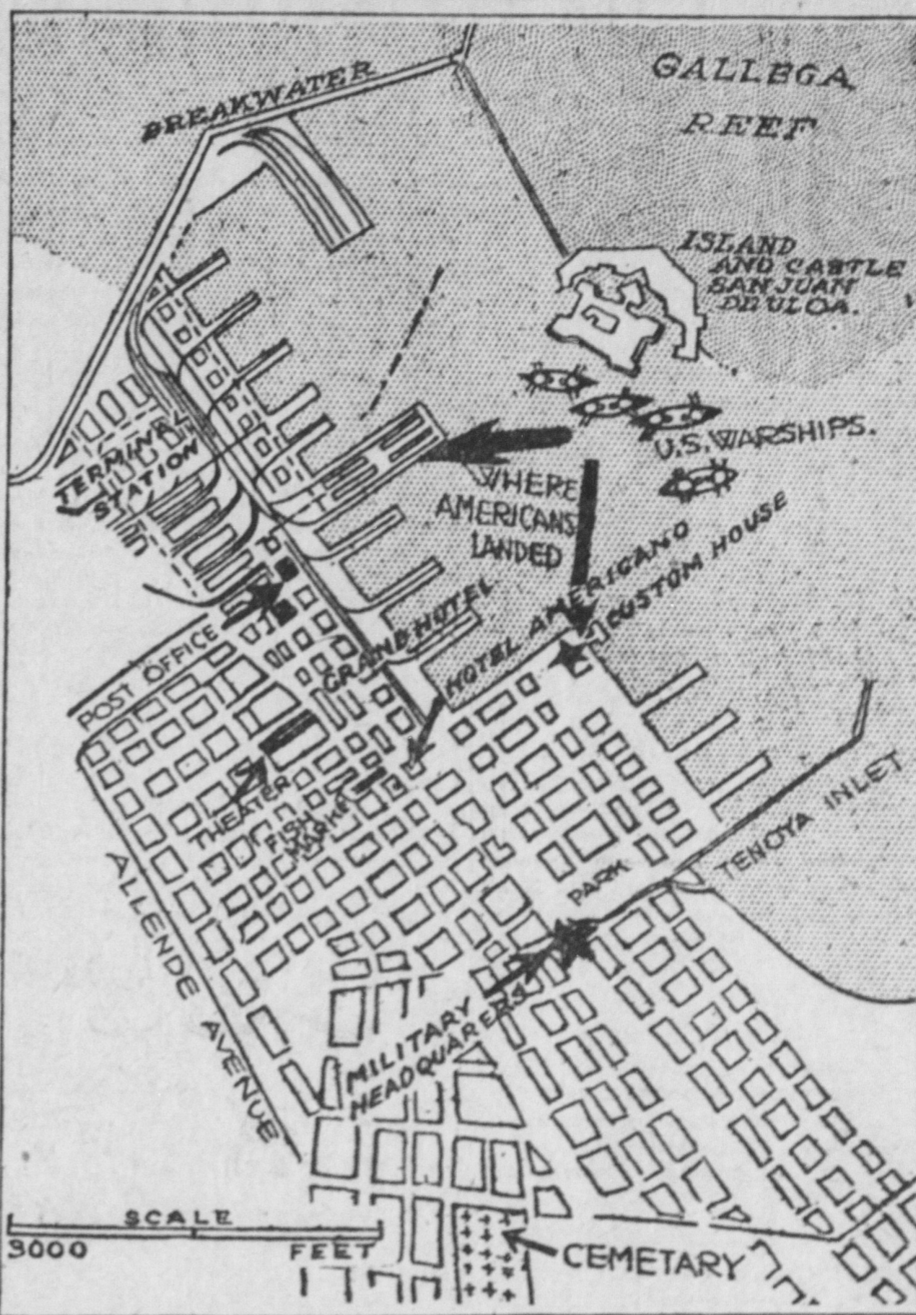 BREAKWATER
GALLEGA
REEF
ISLAND
AND CASTLE
SAN JUAN
DE ULOA.
U.S. WARSHIPS.
WHERE
AMERICANS
LANDED
TERMINAL
STATION
GRAND HOTEL
HOTEL AMERICANO
CUSTOM HOUSE
POST OFFICE
THEATER
FISH
MARKET
TENOYA INLET
PARK
ALLENDE AVENUE
MILITARY
HEADQUARERS
SCALE
3000 FEET
CEMETARY